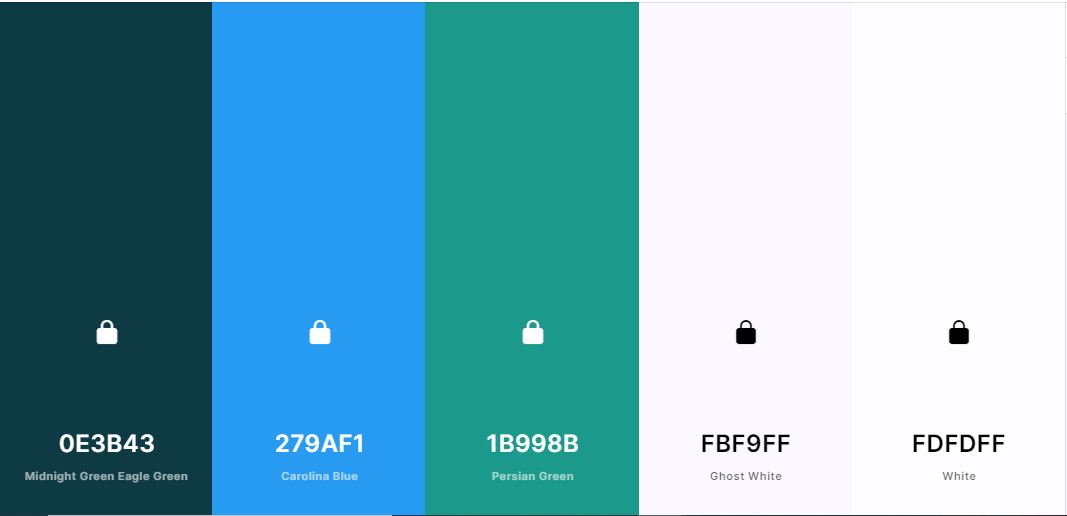 0E3B43
Midnight Green Eagle Green
279AF1
Carolina Blue
1B998B
Persian Green
FBF9FF
Ghost White
FDFDFF
White